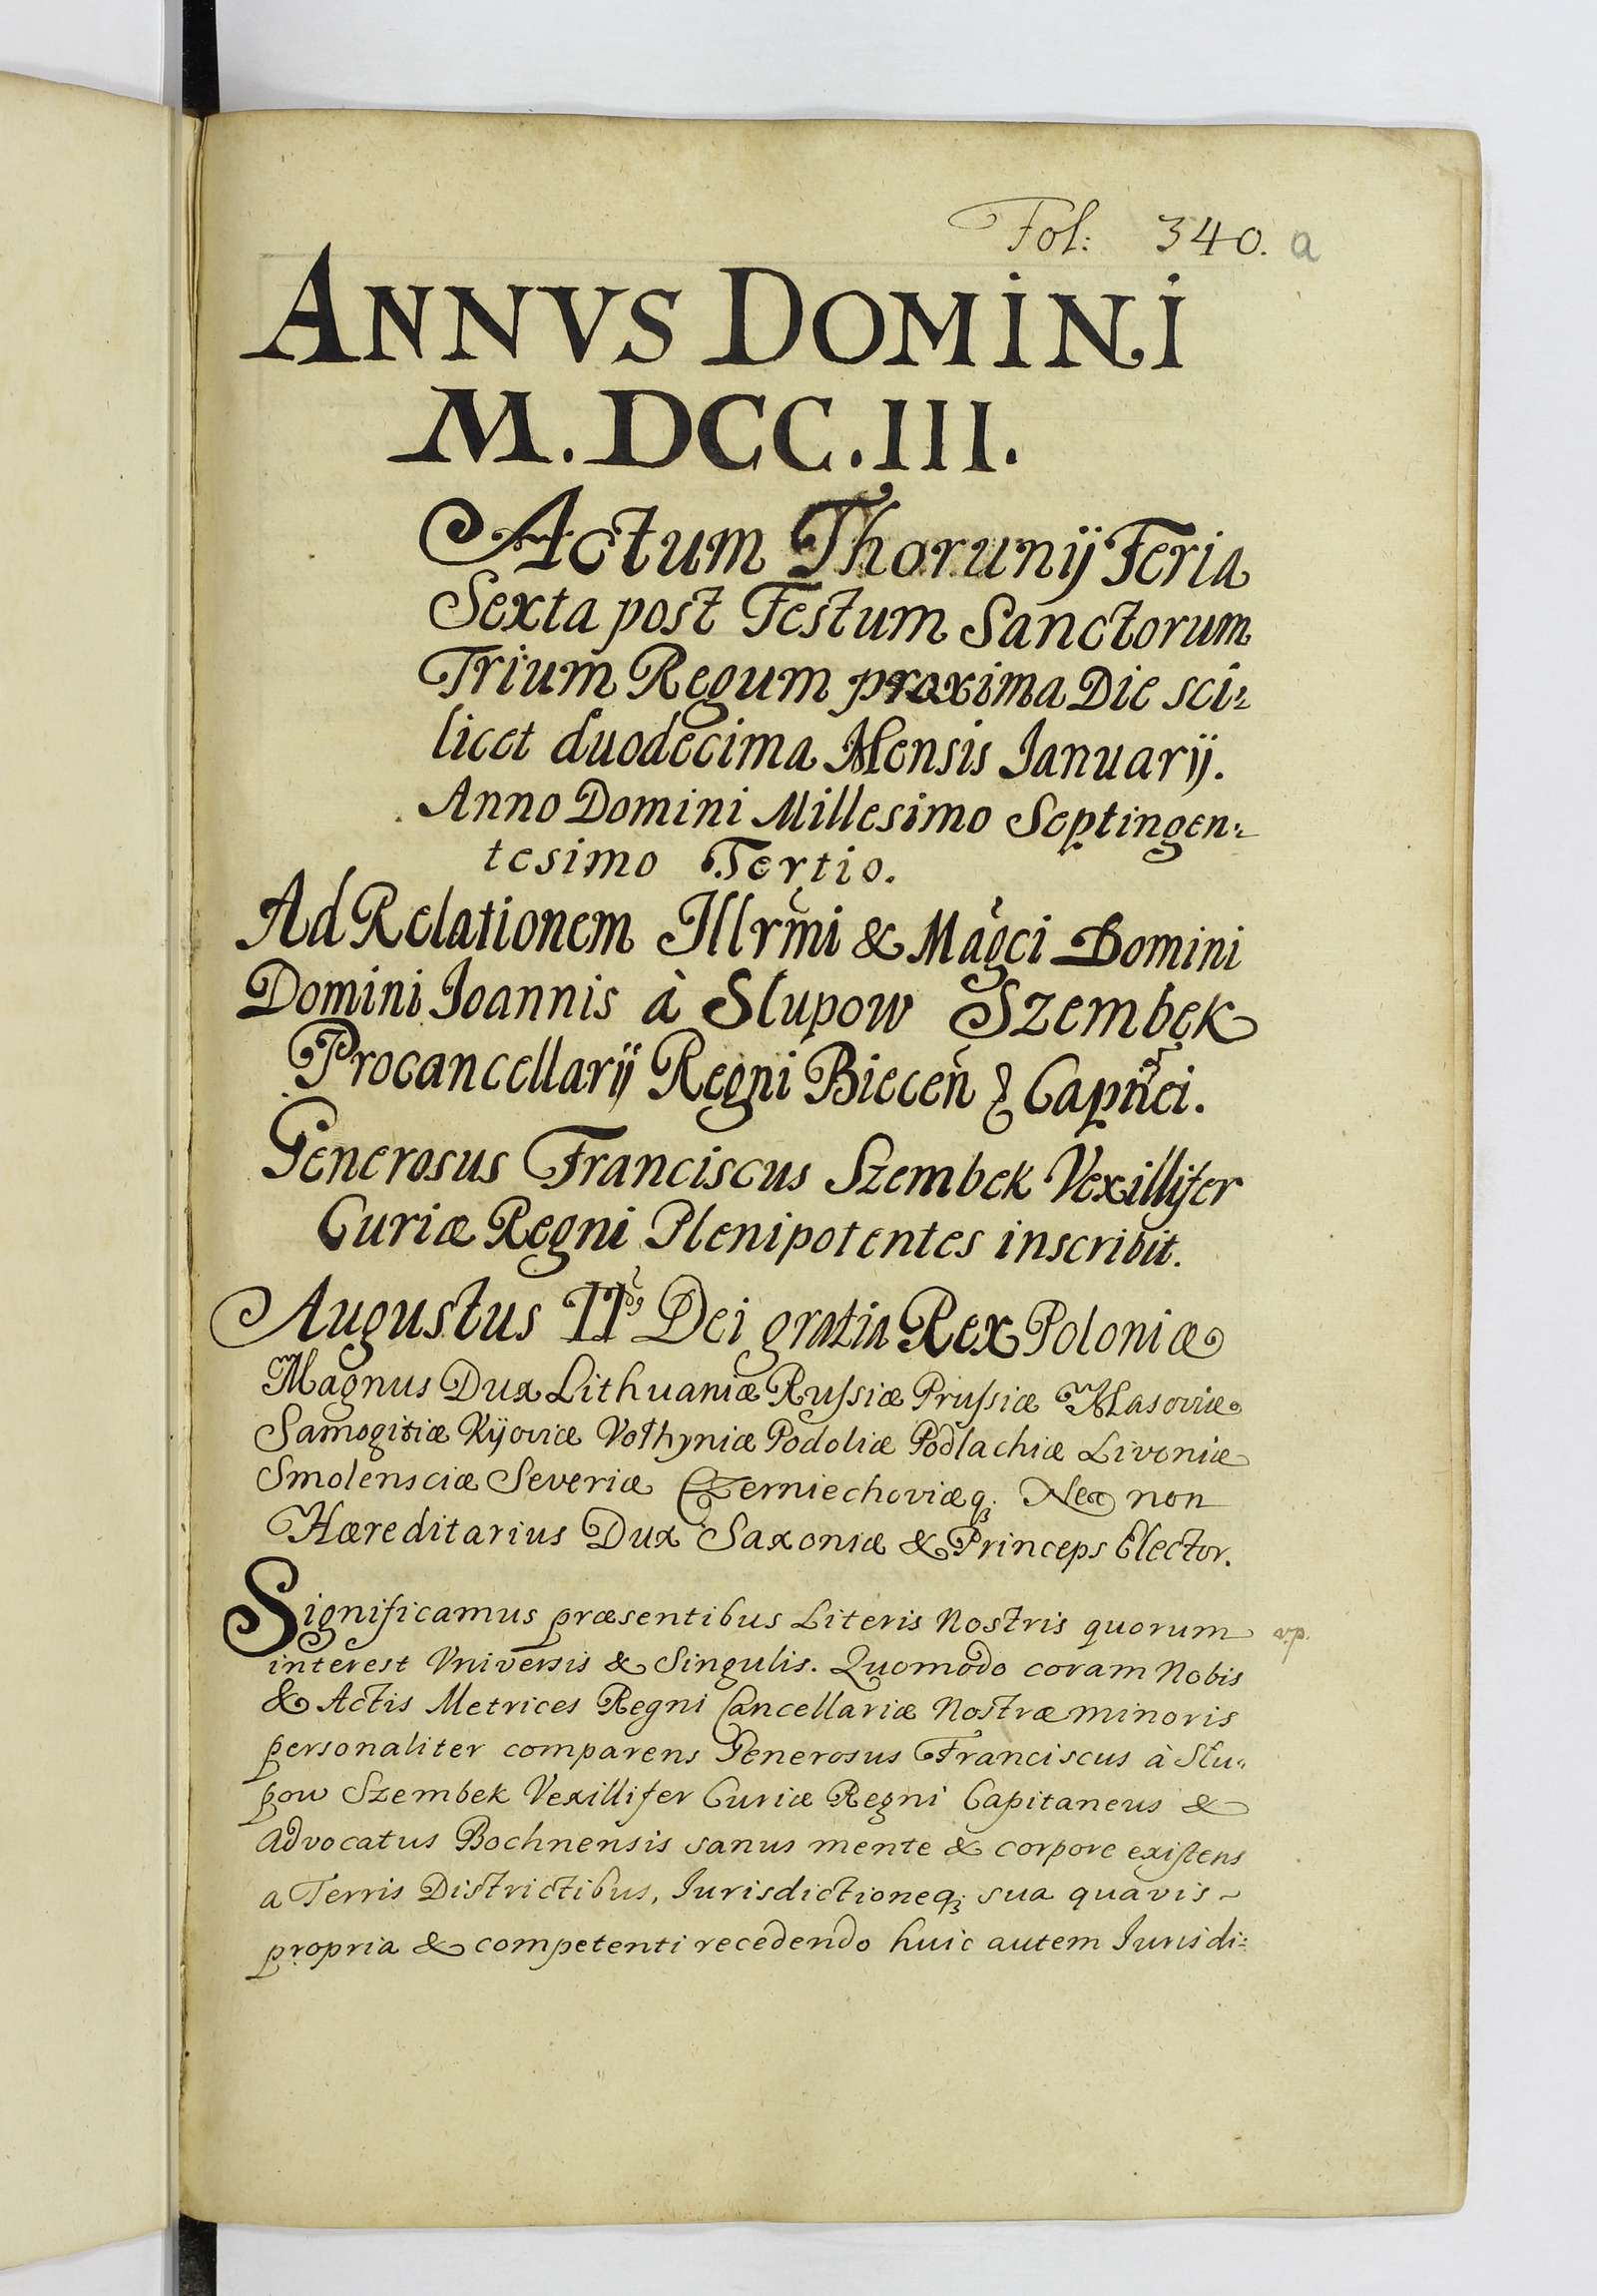 Fol: 340. a
ANNVS DOMINI
M. DCC. III.
Actum Thorunij Feria
Sexta post Festum Sanctorum
Trium Regum proxima Die sci=
licet duodecima Mensis Ianuarij.
Anno Domini Millesimo Septingen=
tesimo Tertio.
Ad Relationem Illrmi & Magci Domini
Domini Joannis à Slupow Szembek
Procancellarij Regni Biecen & Capnei.
Generosus Franciscus Szembek Vexillifer
Curiæ Regni Plenipotentes inscribit.
Augustus IIdus Dei gratia Rex Poloniæ
Magnus Dux Lithuaniæ Russiæ Prussiæ Masoviæ
Samogitiæ Kijoviæ Volhyniæ Podoliæ Podlachiæ Livoniæ
Smolensciæ Severiæ Czerniechoviæq; Nec non
Hæreditarius Dux Saxoniæ & Princeps Elector.
Significamus præsentibus Literis Nostris quorum vp.
interest Vniversis & Singulis. Quomodo coram Nobis
& Actis Metrices Regni Cancellariæ Nostræ minoris
personaliter comparens Generosus Franciscus à Slu=
pow Szembek Vexillifer Curiæ Regni Capitaneus &
Advocatus Bochnensis sanus mente & corpore existens
a Terris Districtibus, Iurisdictioneq; sua quavis ~
propria & competenti recedendo huic autem Iurisdi=